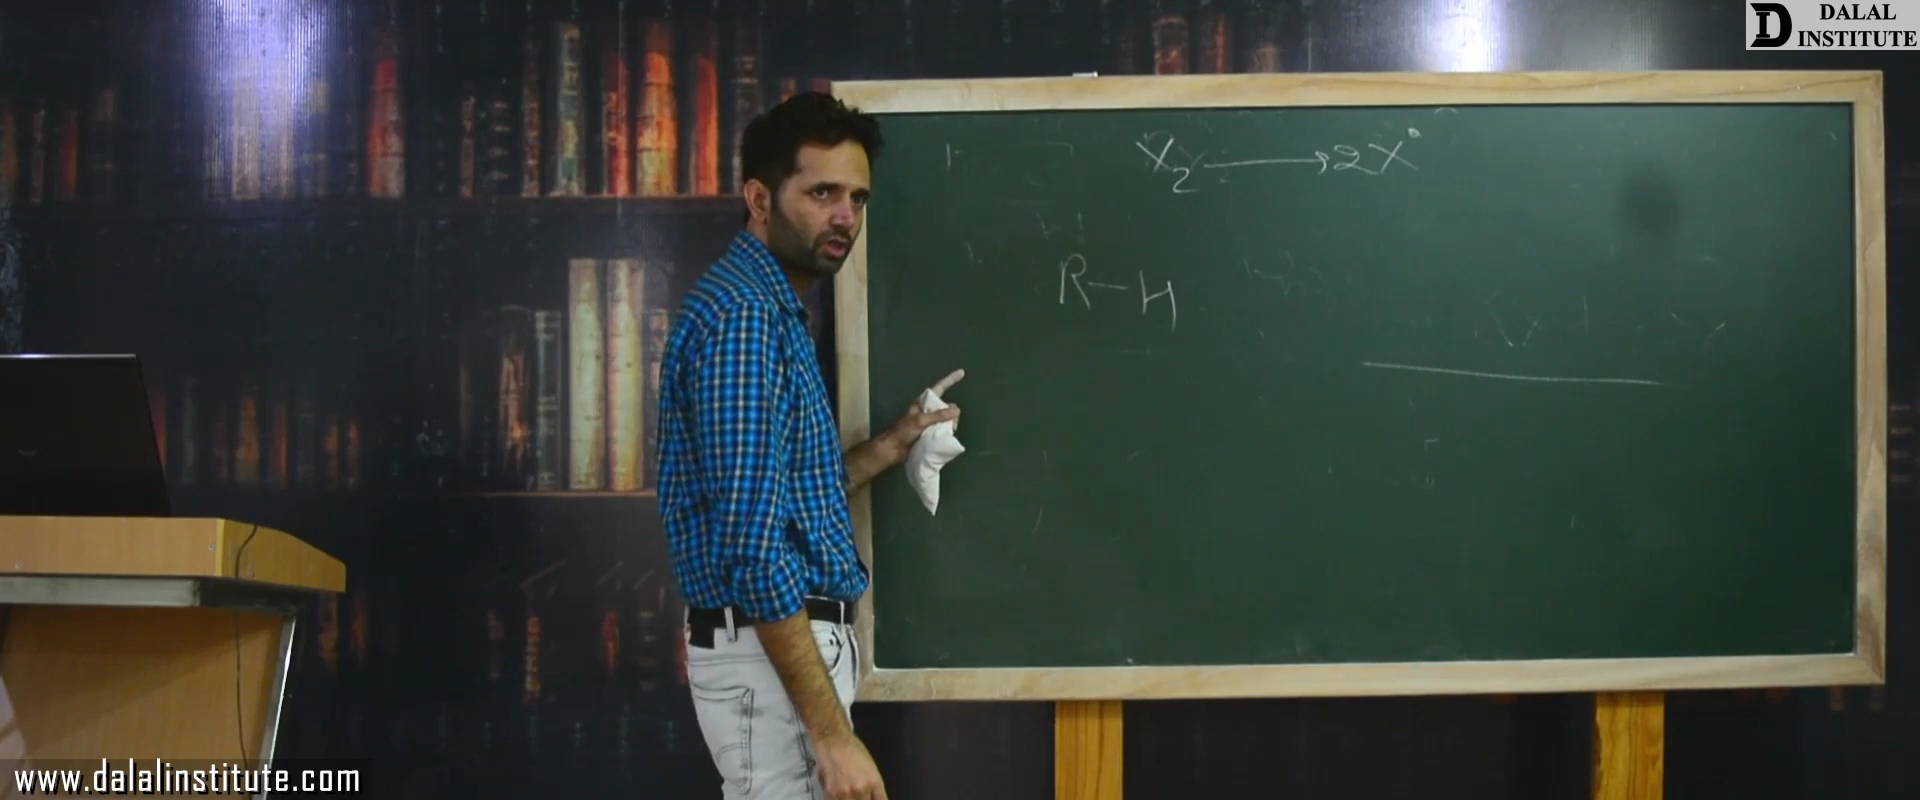 DALAL
INSTITUTE
X₂ ⟶ 2X•
R—H
www.dalalinstitute.com